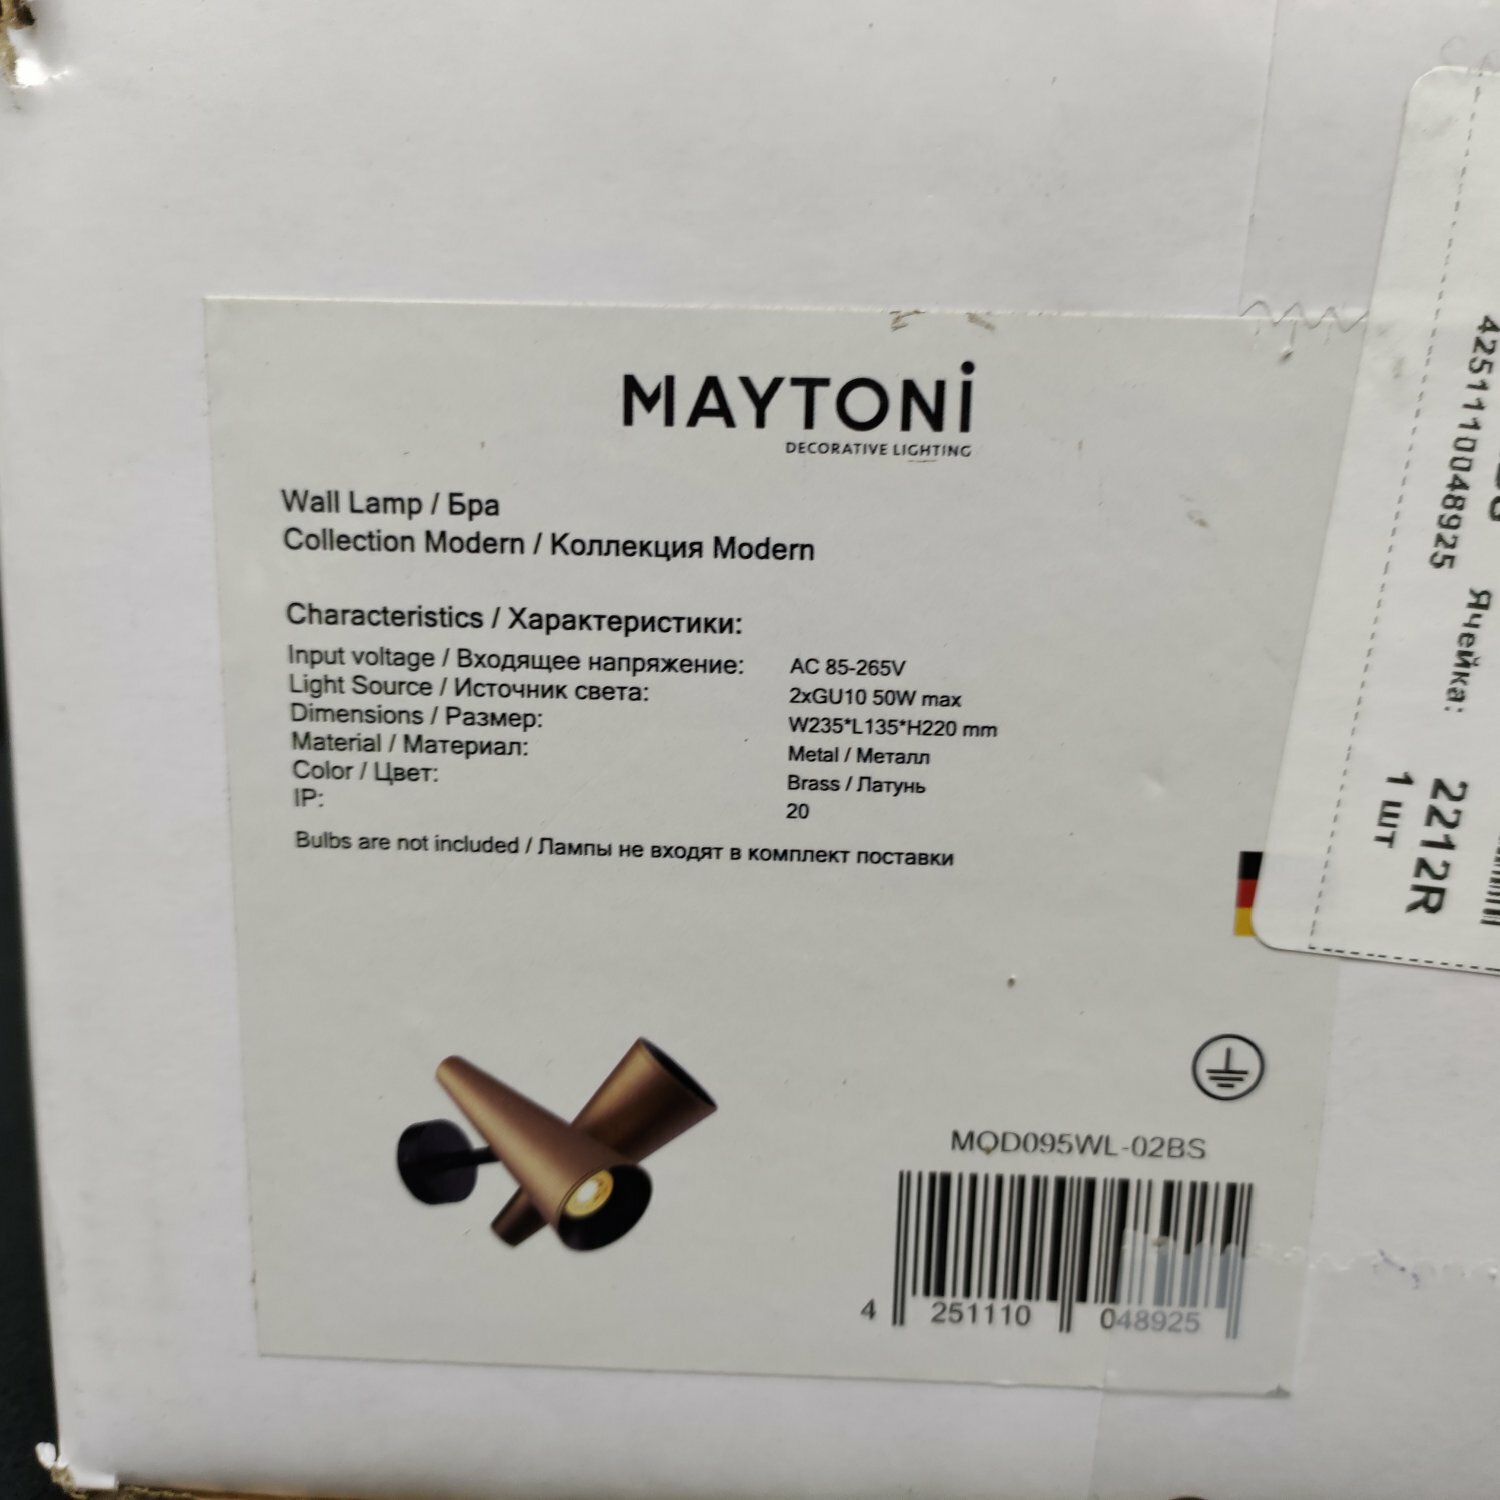 MAYTONi
DECORATIVE LIGHTING
Wall Lamp / Бра
Collection Modern / Коллекция Modern
Characteristics / Характеристики:
Input voltage / Входящее напряжение: AC 85-265V
Light Source / Источник света: 2xGU10 50W max
Dimensions / Размер: W235*L135*H220 mm
Material / Материал: Metal / Металл
Color / Цвет: Brass / Латунь
IP: 20
Bulbs are not included / Лампы не входят в комплект поставки
MOD095WL-02BS
4 251110 048925
4251110048925
Ячейка:
2212R
1 шт